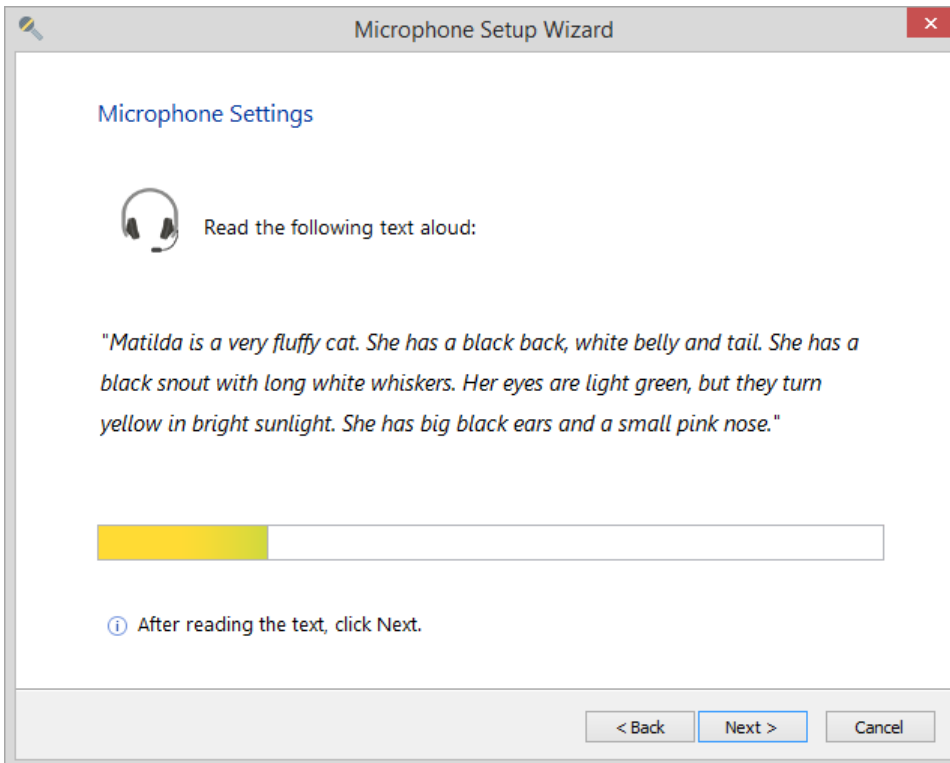 Microphone Setup Wizard
Microphone Settings
Read the following text aloud:
"Matilda is a very fluffy cat. She has a black back, white belly and tail. She has a
black snout with long white whiskers. Her eyes are light green, but they turn
yellow in bright sunlight. She has big black ears and a small pink nose."
After reading the text, click Next.
< Back Next > Cancel